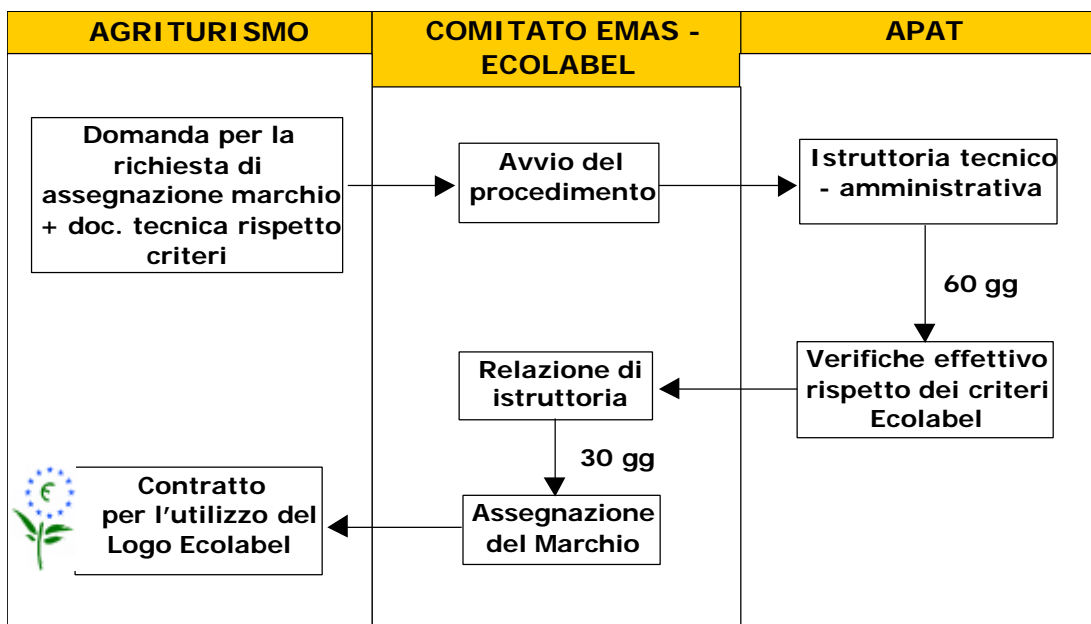 AGRITURISMO
COMITATO EMAS -
ECOLABEL
APAT
Domanda per la
richiesta di
assegnazione marchio
+ doc. tecnica rispetto
criteri
Avvio del
procedimento
Istruttoria tecnico
- amministrativa
60 gg
Verifiche effettivo
rispetto dei criteri
Ecolabel
Relazione di
istruttoria
30 gg
Assegnazione
del Marchio
Contratto
per l'utilizzo del
Logo Ecolabel
€